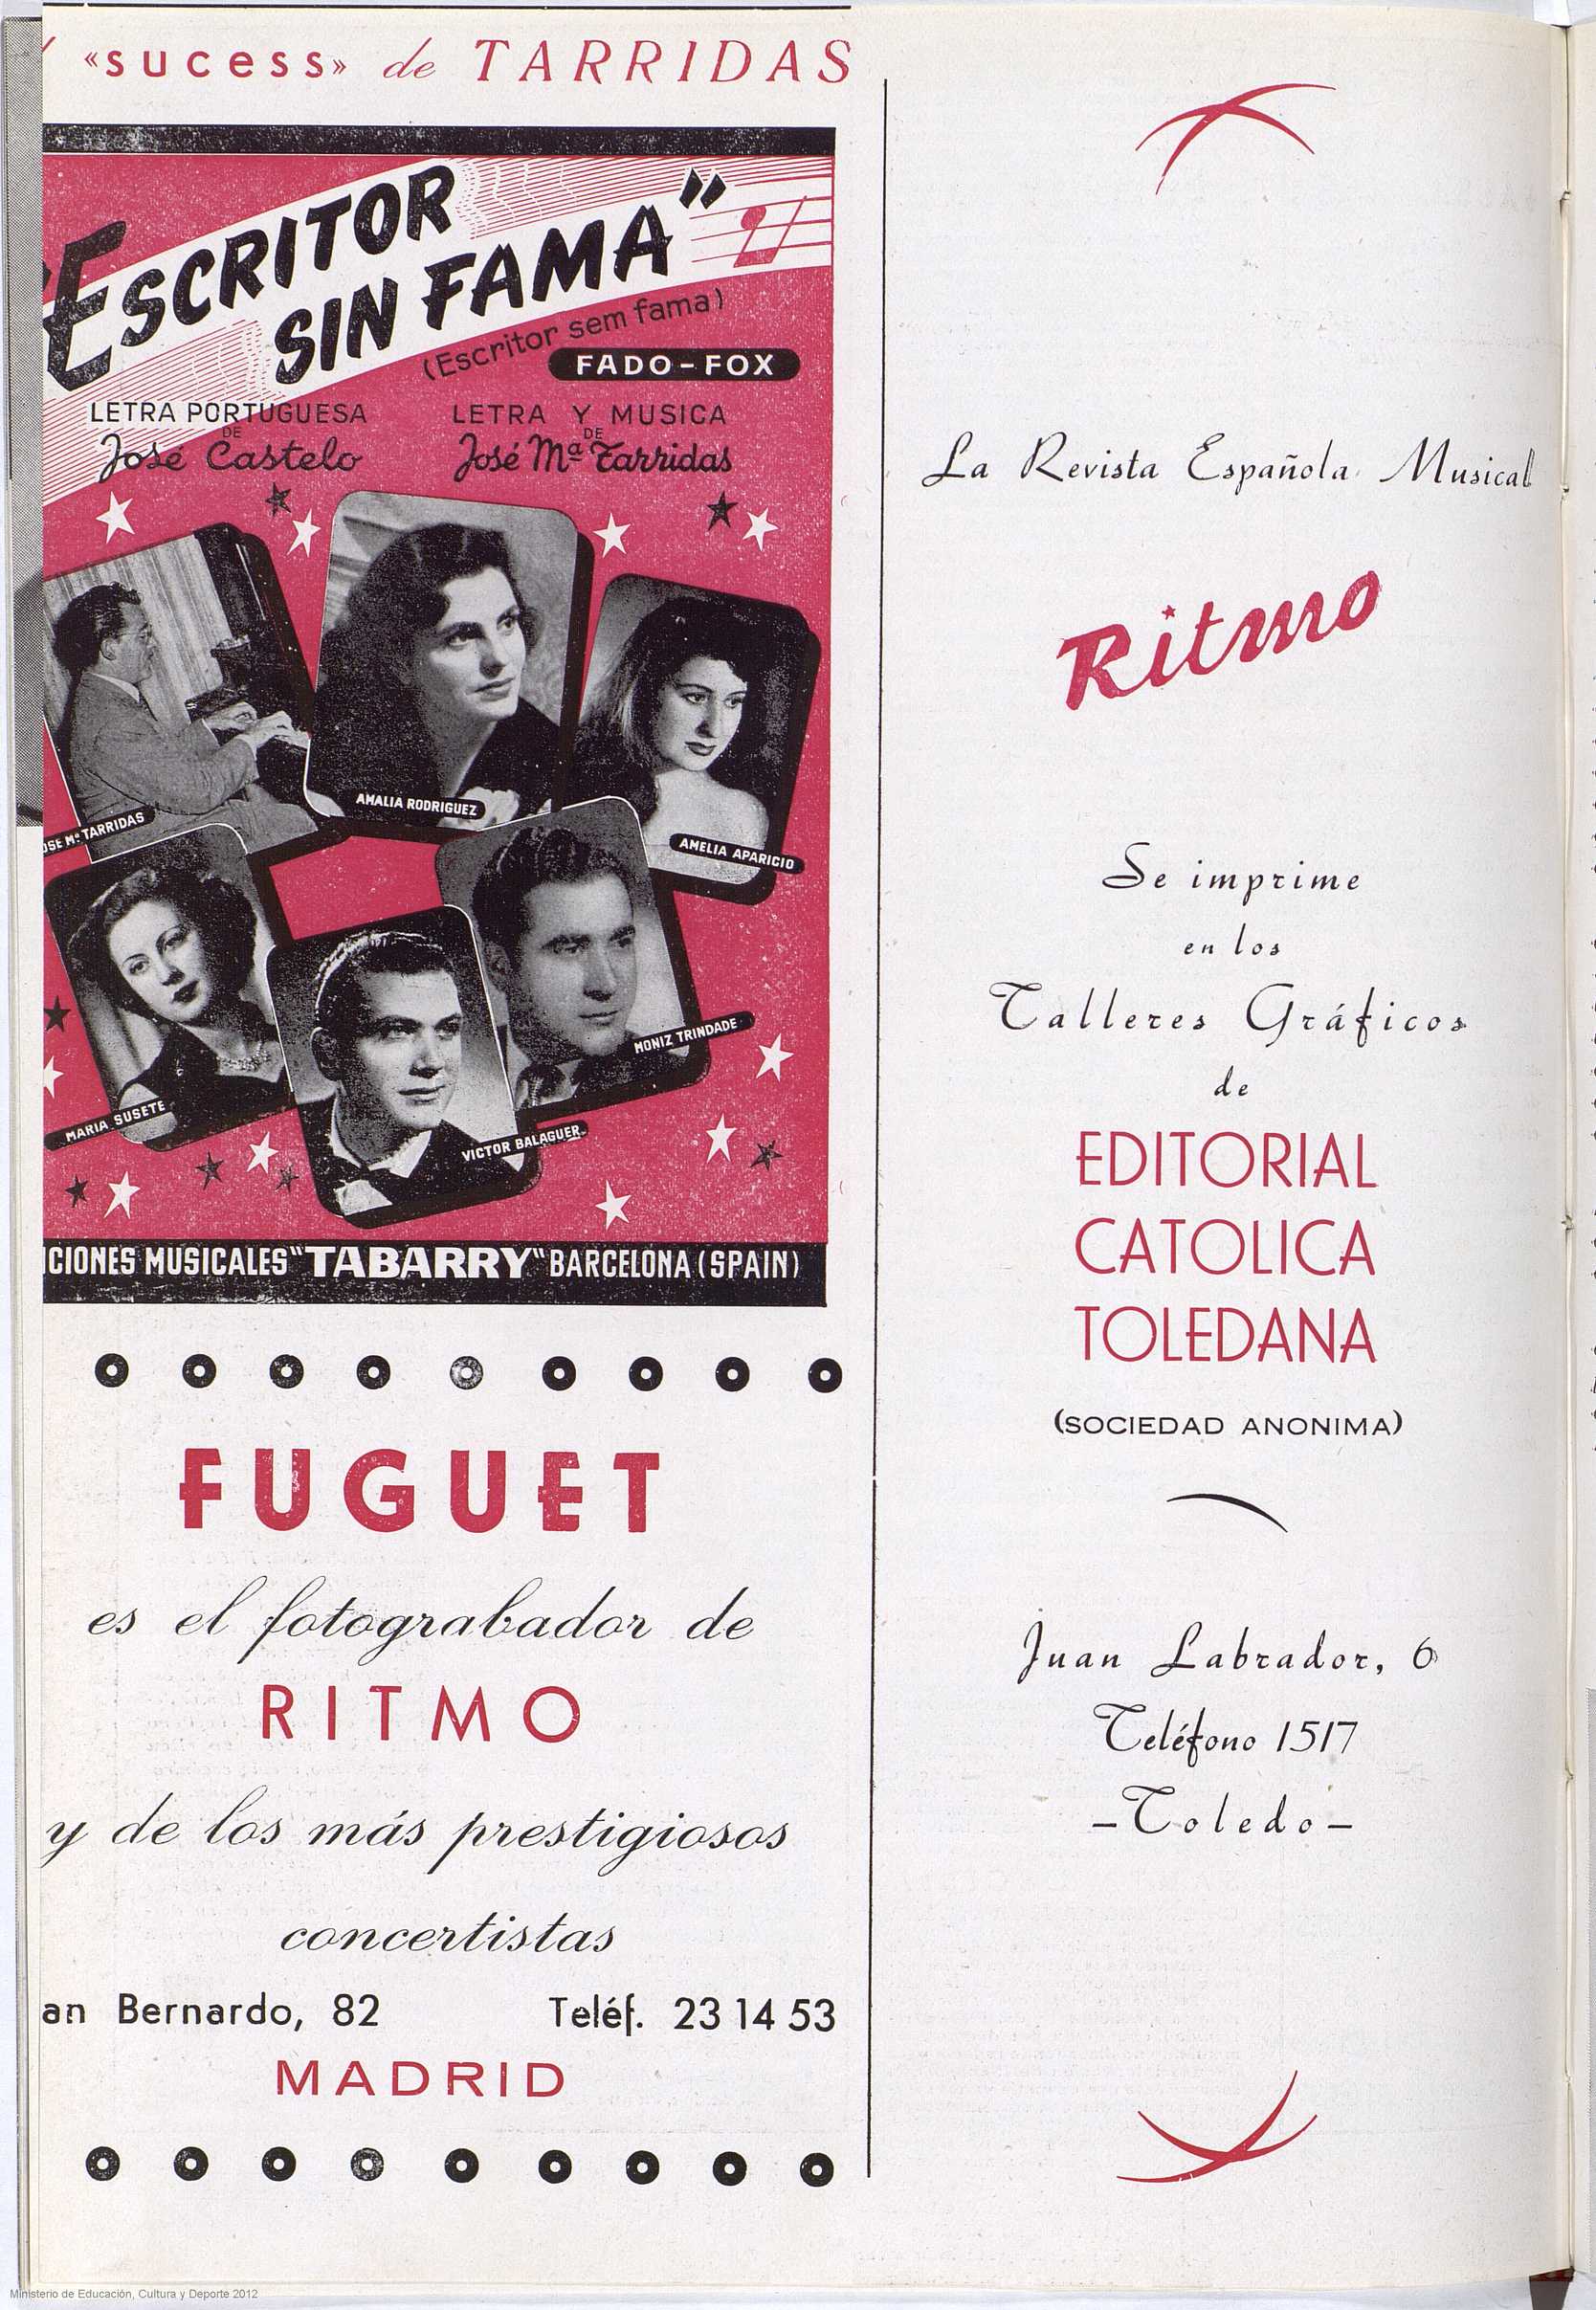 «sucess» de TARRIDAS
"ESCRITOR
SIN FAMA"
(Escritor sem fama)
FADO-FOX
LETRA PORTUGUESA
DE
José Castelo
LETRA Y MUSICA
DE
José Mª Tarridas
OSE Mª TARRIDAS
AMALIA RODRIGUEZ
AMELIA APARICIO
MARIA SUSETE
VICTOR BALAGUER
MONIZ TRINDADE
CIONES MUSICALES "TABARRY" BARCELONA (SPAIN)
FUGUET
es el fotograbador de
RITMO
y de los más prestigiosos
concertistas
an Bernardo, 82 Teléf. 23 14 53
MADRID
La Revista Española Musical
Ritmo
Se imprime
en los
Talleres Gráficos
de
EDITORIAL
CATOLICA
TOLEDANA
(SOCIEDAD ANONIMA)
Juan Labrador, 6
Teléfono 1517
-Toledo-
Ministerio de Educación, Cultura y Deporte 2012